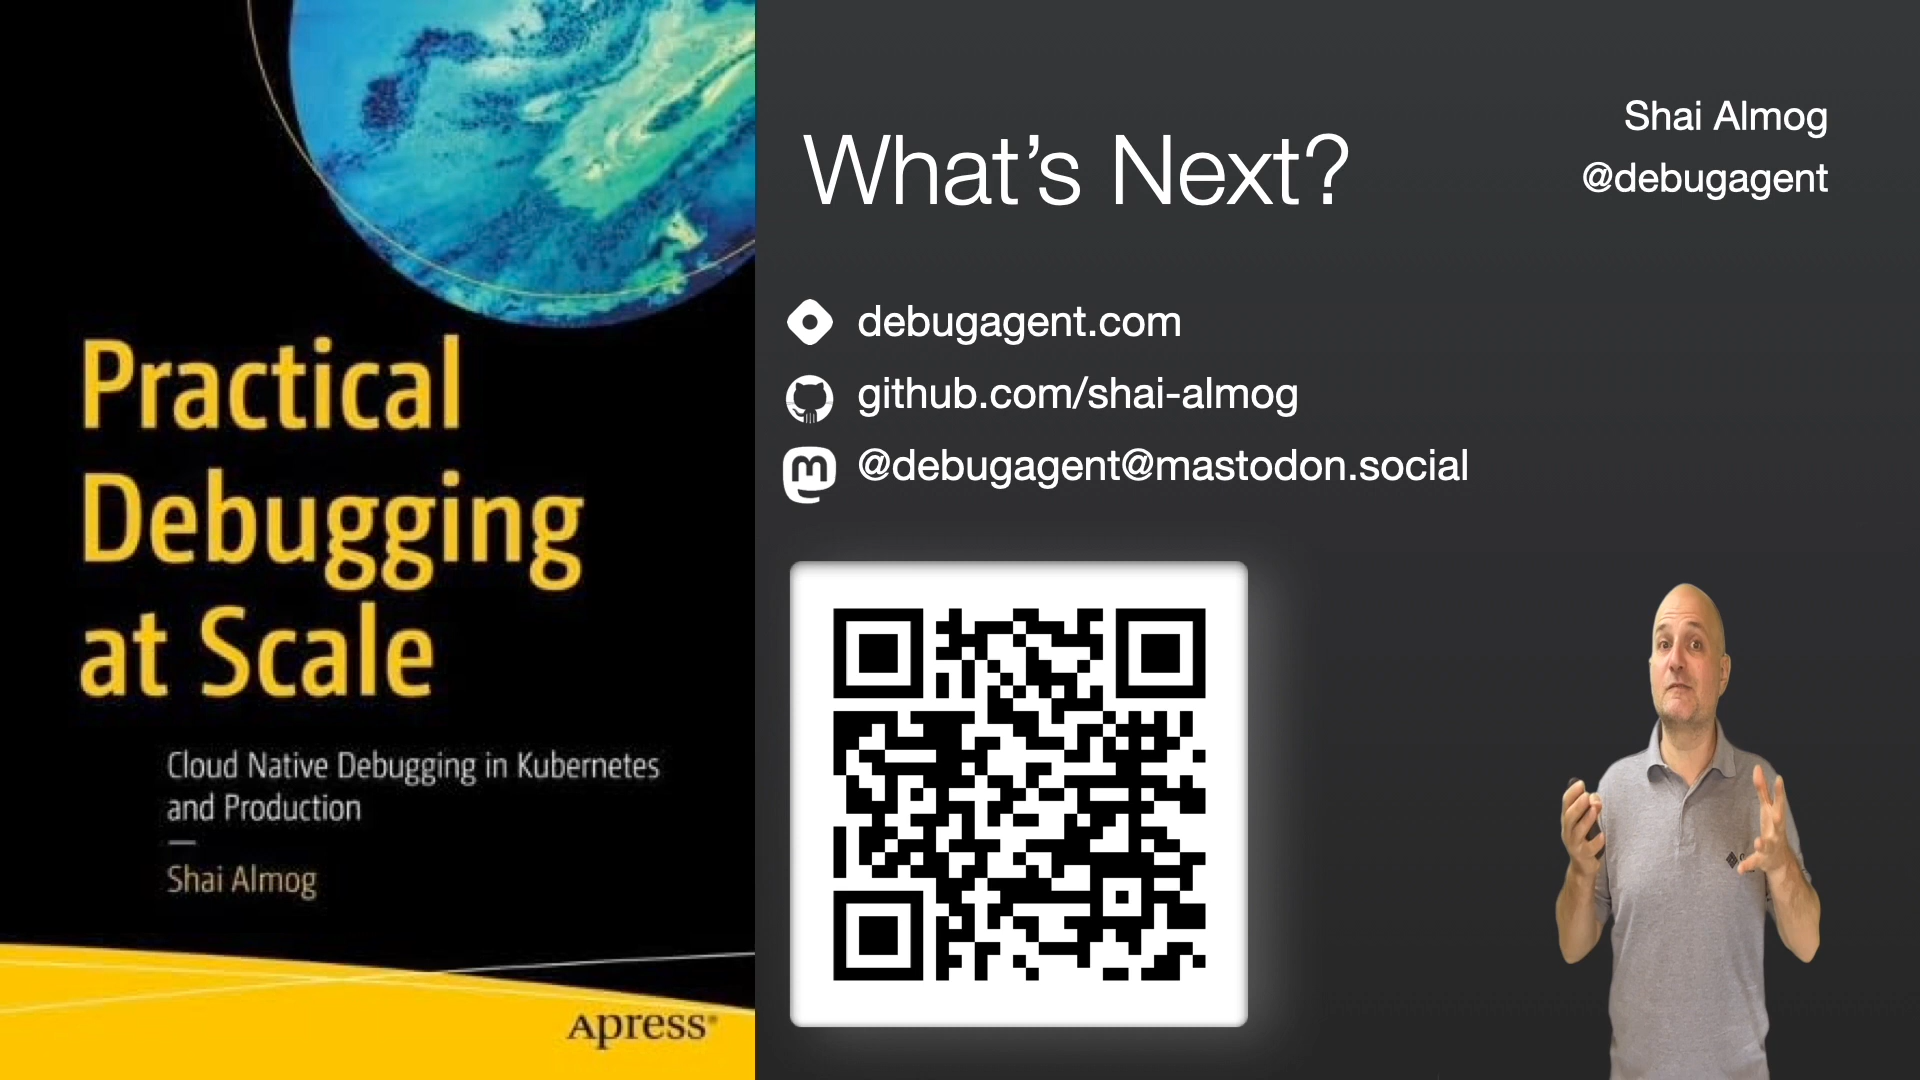 Practical
Debugging
at Scale
Cloud Native Debugging in Kubernetes
and Production
Shai Almog
Apress®
What’s Next?
Shai Almog
@debugagent
debugagent.com
github.com/shai-almog
@debugagent@mastodon.social